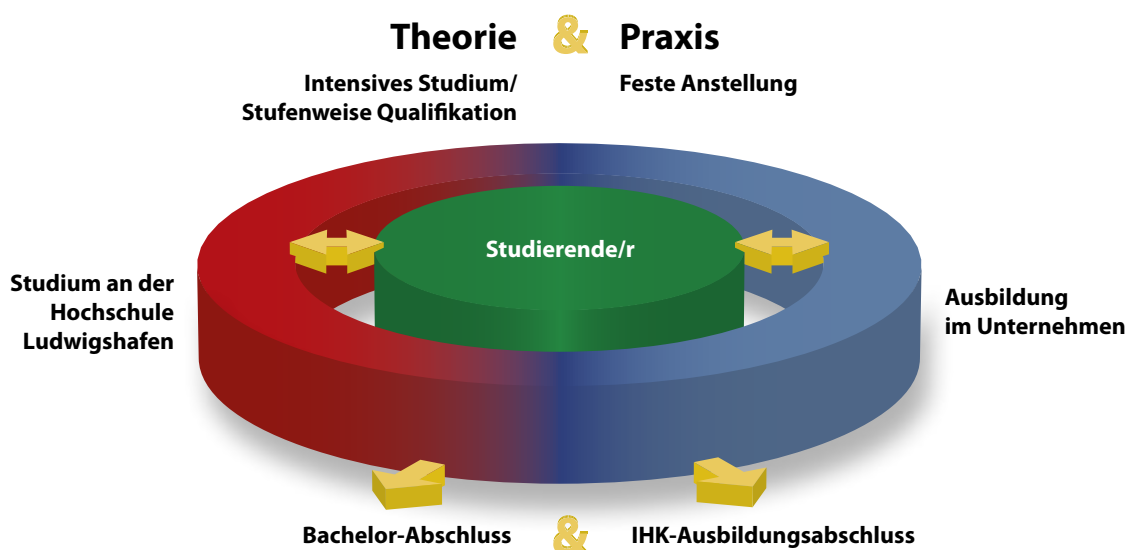 Theorie & Praxis
Intensives Studium/
Stufenweise Qualifikation
Feste Anstellung
Studierende/r
Studium an der
Hochschule
Ludwigshafen
Ausbildung
im Unternehmen
Bachelor-Abschluss & IHK-Ausbildungsabschluss